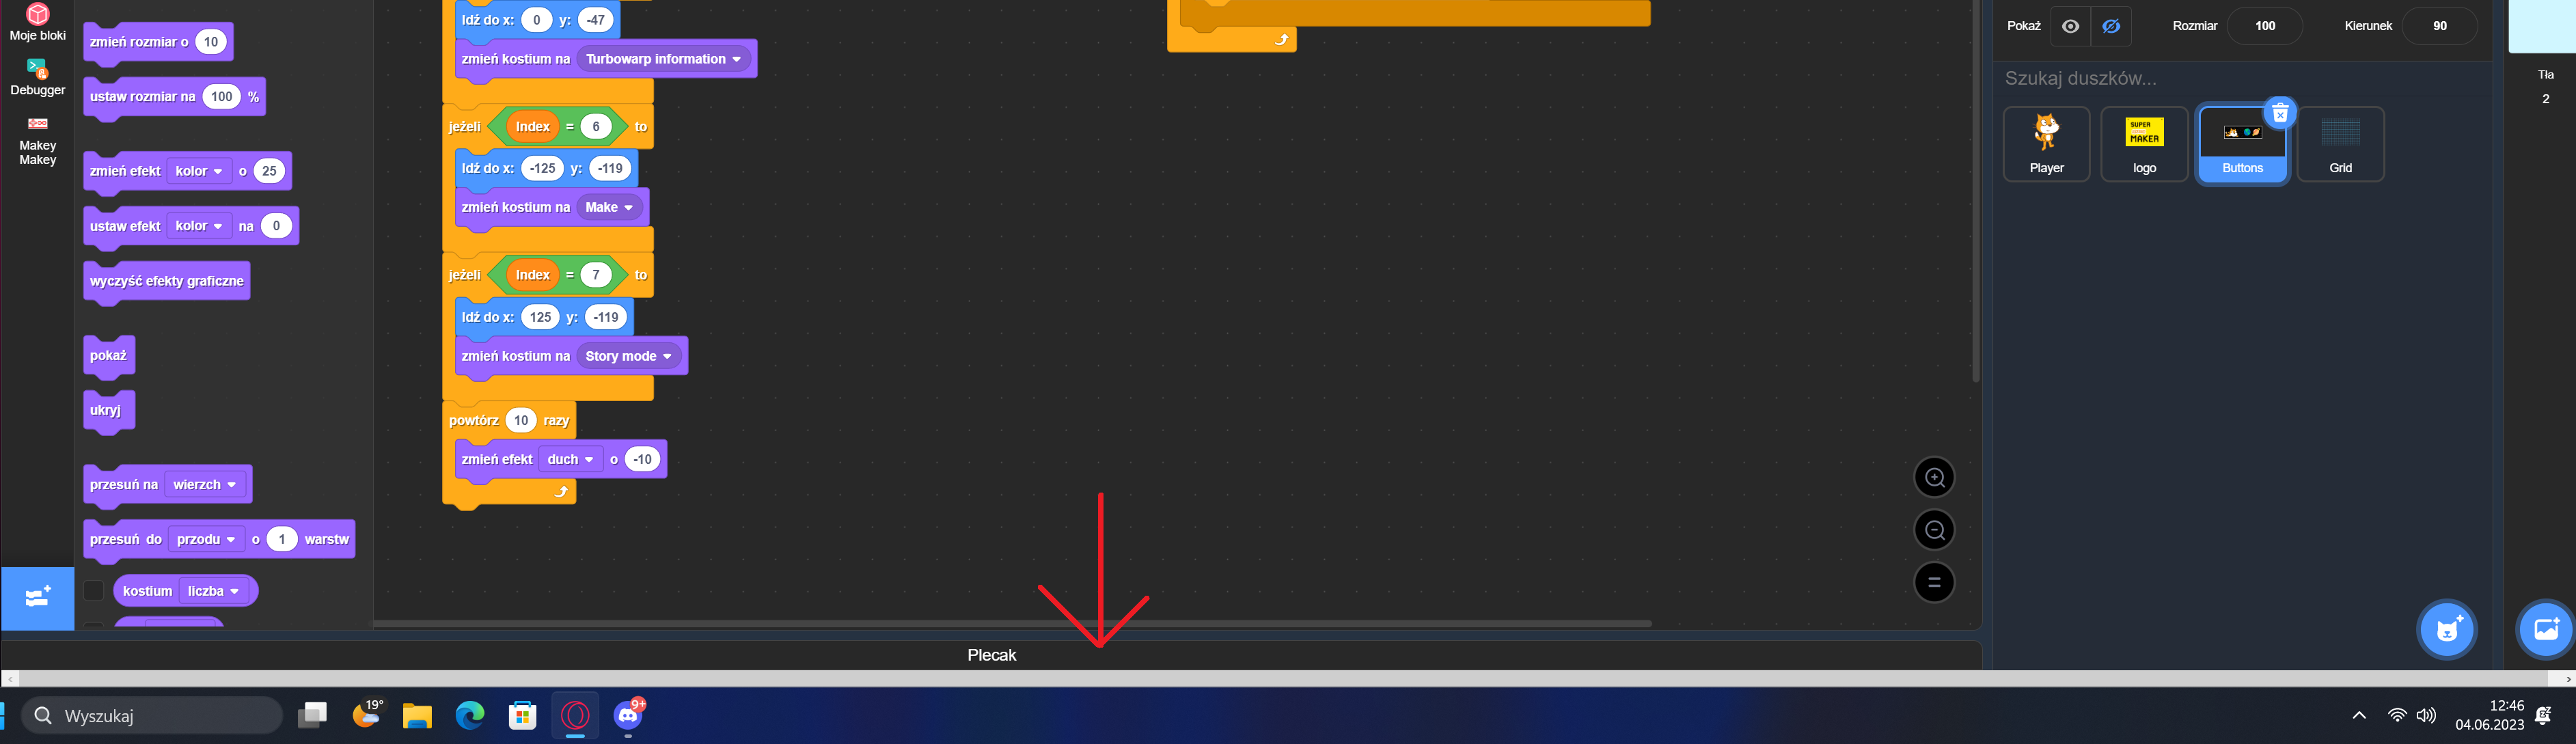 Moje bloki
Debugger
Makey
Makey
zmień rozmiar o 10
ustaw rozmiar na 100 %
zmień efekt kolor o 25
ustaw efekt kolor na 0
wyczyść efekty graficzne
pokaż
ukryj
przesuń na wierzch
przesuń do przodu o 1 warstw
kostium liczba
Idź do x: 0 y: -47
zmień kostium na Turbowarp information
jeżeli Index = 6 to
Idź do x: -125 y: -119
zmień kostium na Make
jeżeli Index = 7 to
Idź do x: 125 y: -119
zmień kostium na Story mode
powtórz 10 razy
zmień efekt duch o -10
Plecak
Pokaż Rozmiar 100 Kierunek 90
Szukaj duszków...
SUPER
MAKER
Player logo Buttons Grid
Tła
2
Wyszukaj 19° 9+
12:46
04.06.2023